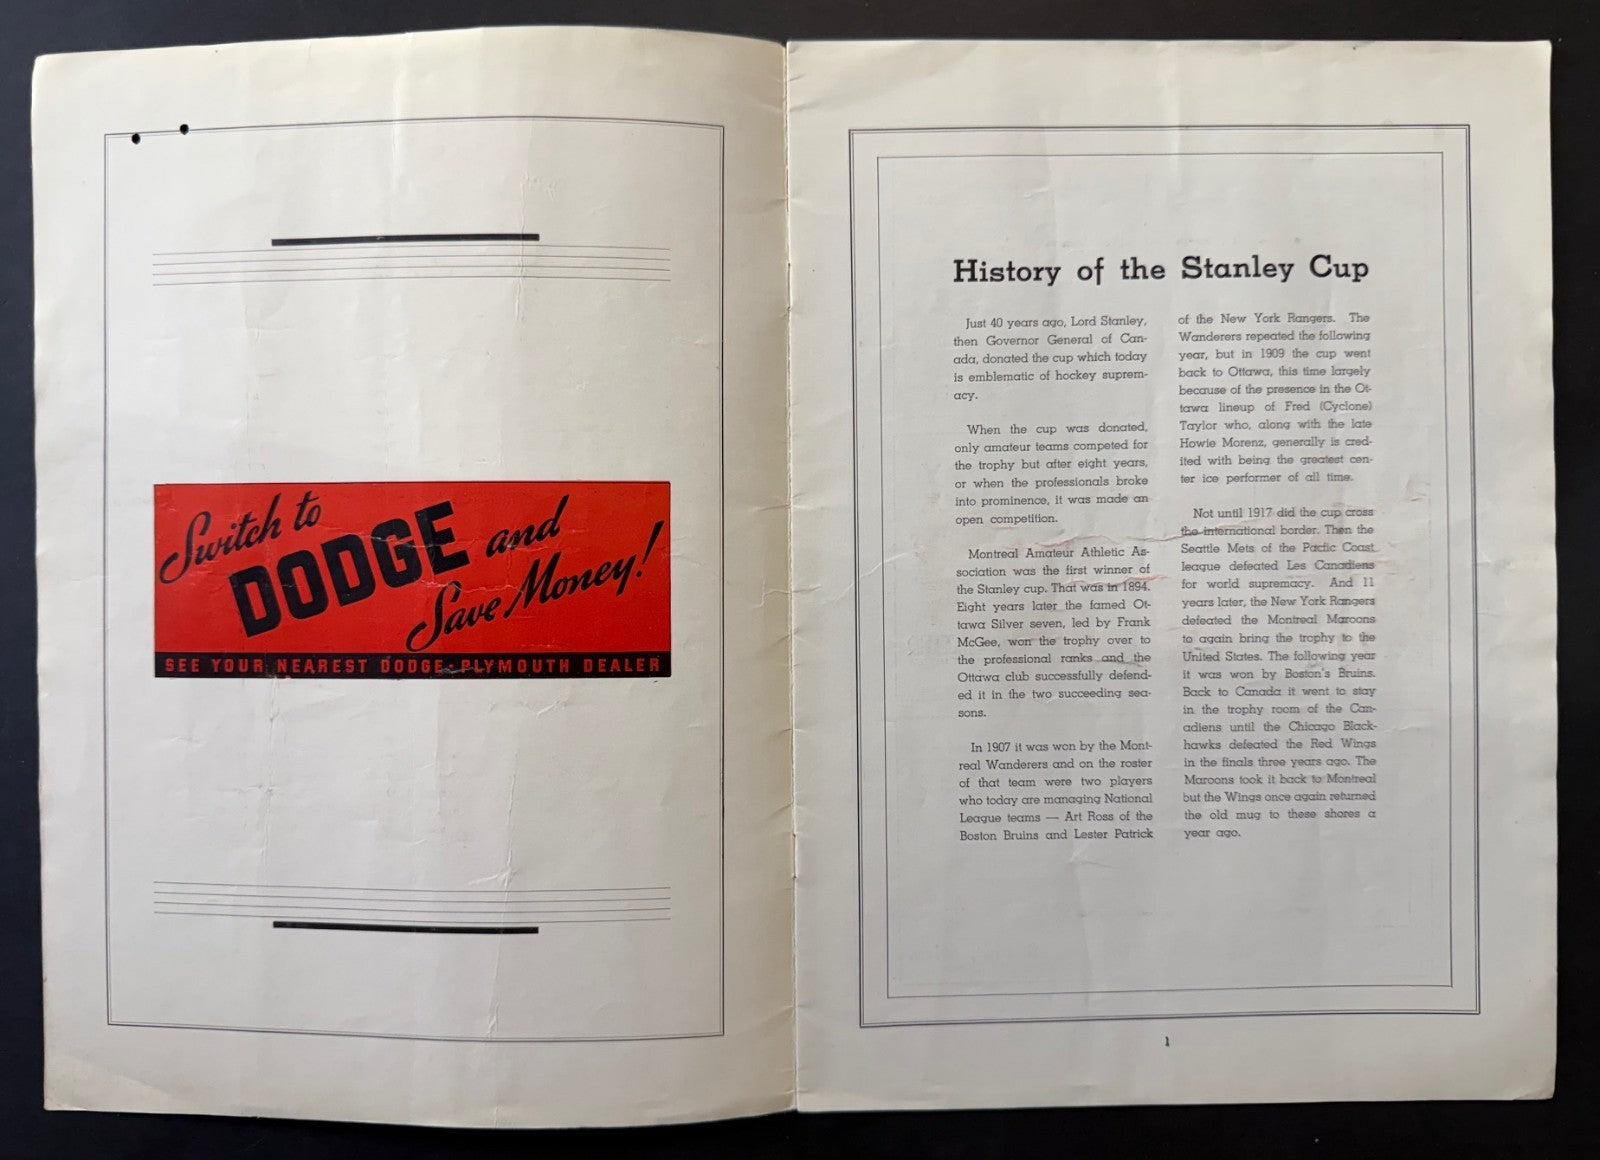 Switch to
DODGE and
Save Money!
SEE YOUR NEAREST DODGE-PLYMOUTH DEALER
History of the Stanley Cup
Just 40 years ago, Lord Stanley,
then Governor General of Can-
ada, donated the cup which today
is emblematic of hockey suprem-
acy.
When the cup was donated,
only amateur teams competed for
the trophy but after eight years,
or when the professionals broke
into prominence, it was made an
open competition.
Montreal Amateur Athletic As-
sociation was the first winner of
the Stanley cup. That was in 1894.
Eight years later the famed Ot-
tawa Silver seven, led by Frank
McGee, won the trophy over to
the professional ranks and the
Ottawa club successfully defend-
ed it in the two succeeding sea-
sons.
In 1907 it was won by the Mont-
real Wanderers and on the roster
of that team were two players
who today are managing National
League teams — Art Ross of the
Boston Bruins and Lester Patrick
of the New York Rangers. The
Wanderers repeated the following
year, but in 1909 the cup went
back to Ottawa, this time largely
because of the presence in the Ot-
tawa lineup of Fred (Cyclone)
Taylor who, along with the late
Howie Morenz, generally is cred-
ited with being the greatest cen-
ter ice performer of all time.
Not until 1917 did the cup cross
the international border. Then the
Seattle Mets of the Pacfic Coast
league defeated Les Canadiens
for world supremacy. And 11
years later, the New York Rangers
defeated the Montreal Maroons
to again bring the trophy to the
United States. The following year
it was won by Boston's Bruins.
Back to Canada it went to stay
in the trophy room of the Can-
adiens until the Chicago Black-
hawks defeated the Red Wings
in the finals three years ago. The
Maroons took it back to Montreal
but the Wings once again returned
the old mug to these shores a
year ago.
1